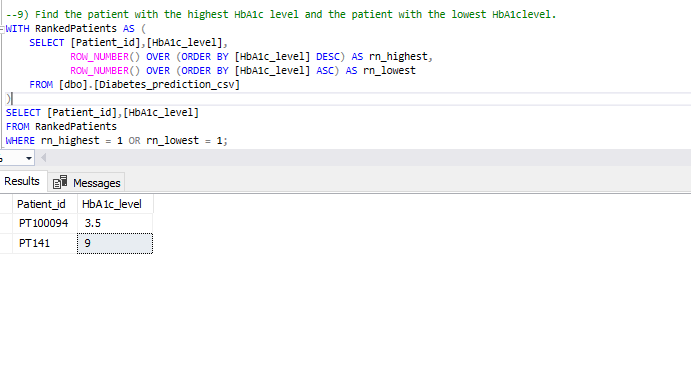 --9) Find the patient with the highest HbA1c level and the patient with the lowest HbA1clevel.
WITH RankedPatients AS (
SELECT [Patient_id],[HbA1c_level],
ROW_NUMBER() OVER (ORDER BY [HbA1c_level] DESC) AS rn_highest,
ROW_NUMBER() OVER (ORDER BY [HbA1c_level] ASC) AS rn_lowest
FROM [dbo].[Diabetes_prediction_csv]
)
SELECT [Patient_id],[HbA1c_level]
FROM RankedPatients
WHERE rn_highest = 1 OR rn_lowest = 1;
Results Messages
Patient_id HbA1c_level
PT100094 3.5
PT141 9